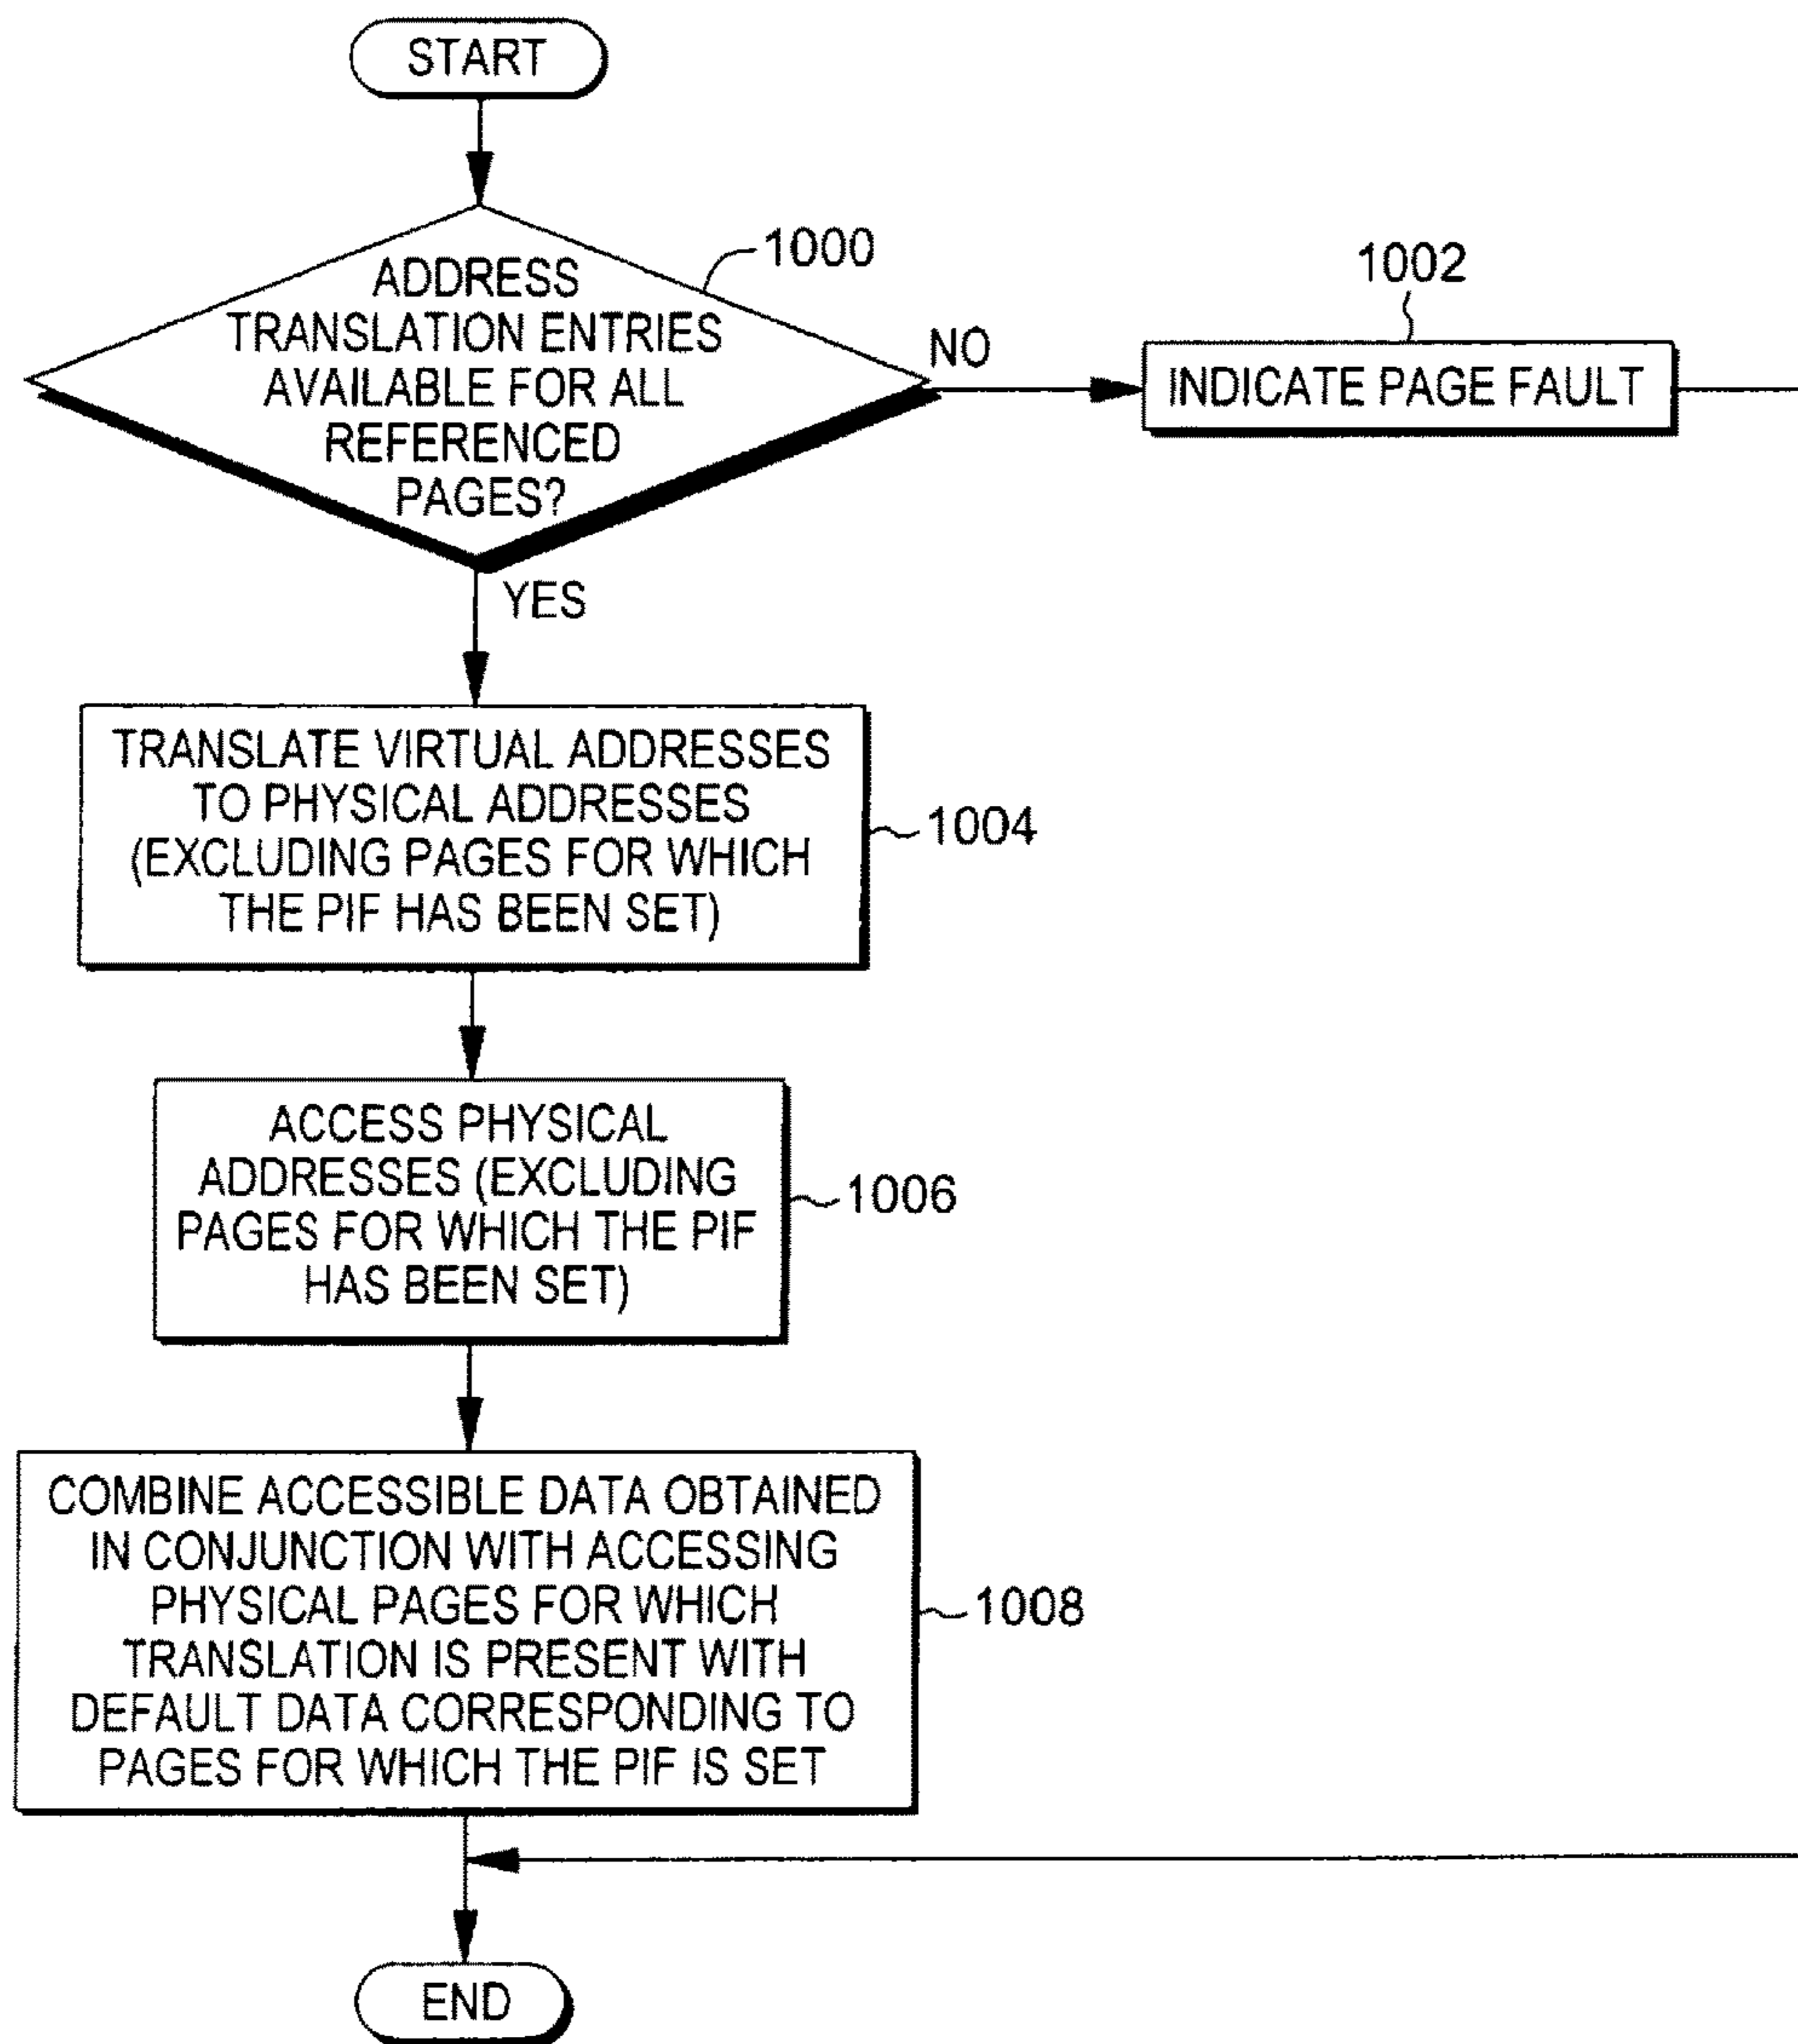 START
1000
ADDRESS
TRANSLATION ENTRIES
AVAILABLE FOR ALL
REFERENCED
PAGES?
NO
1002
INDICATE PAGE FAULT
YES
TRANSLATE VIRTUAL ADDRESSES
TO PHYSICAL ADDRESSES
(EXCLUDING PAGES FOR WHICH
THE PIF HAS BEEN SET)
1004
ACCESS PHYSICAL
ADDRESSES (EXCLUDING
PAGES FOR WHICH THE PIF
HAS BEEN SET)
1006
COMBINE ACCESSIBLE DATA OBTAINED
IN CONJUNCTION WITH ACCESSING
PHYSICAL PAGES FOR WHICH
TRANSLATION IS PRESENT WITH
DEFAULT DATA CORRESPONDING TO
PAGES FOR WHICH THE PIF IS SET
1008
END